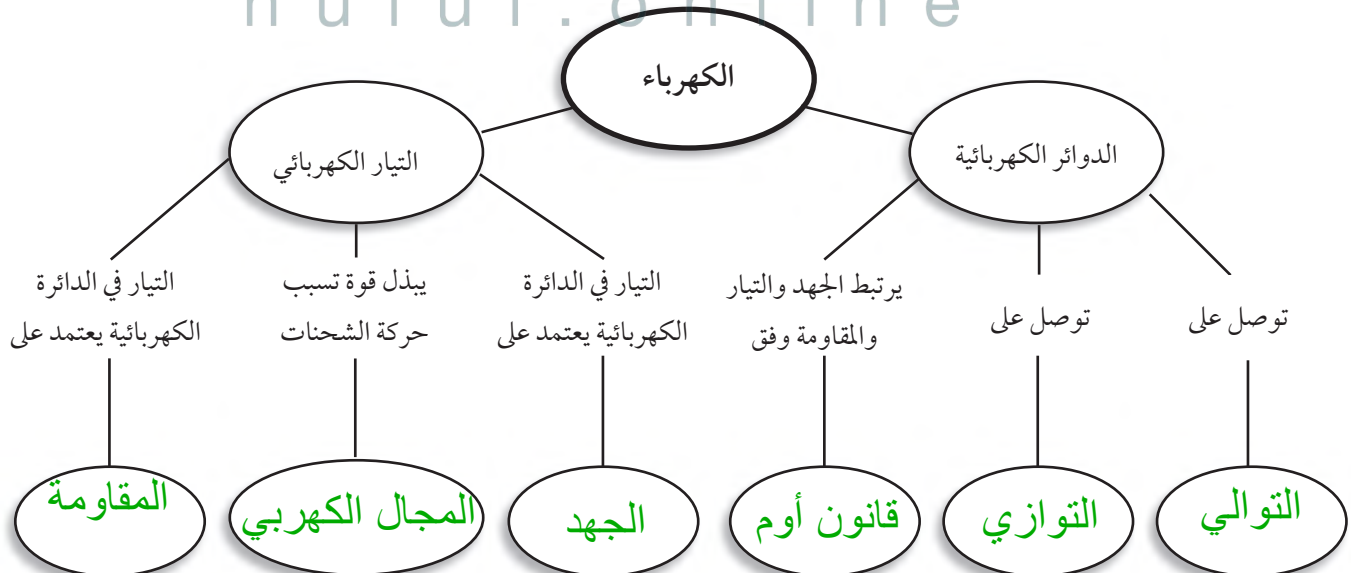 hulul.online
الكهرباء
الدوائر الكهربائية
التيار الكهربائي
توصل على
توصل على
يرتبط الجهد والتيار
والمقاومة وفق
التيار في الدائرة
الكهربائية يعتمد على
يبذل قوة تسبب
حركة الشحنات
التيار في الدائرة
الكهربائية يعتمد على
التوالي
التوازي
قانون أوم
الجهد
المجال الكهربي
المقاومة